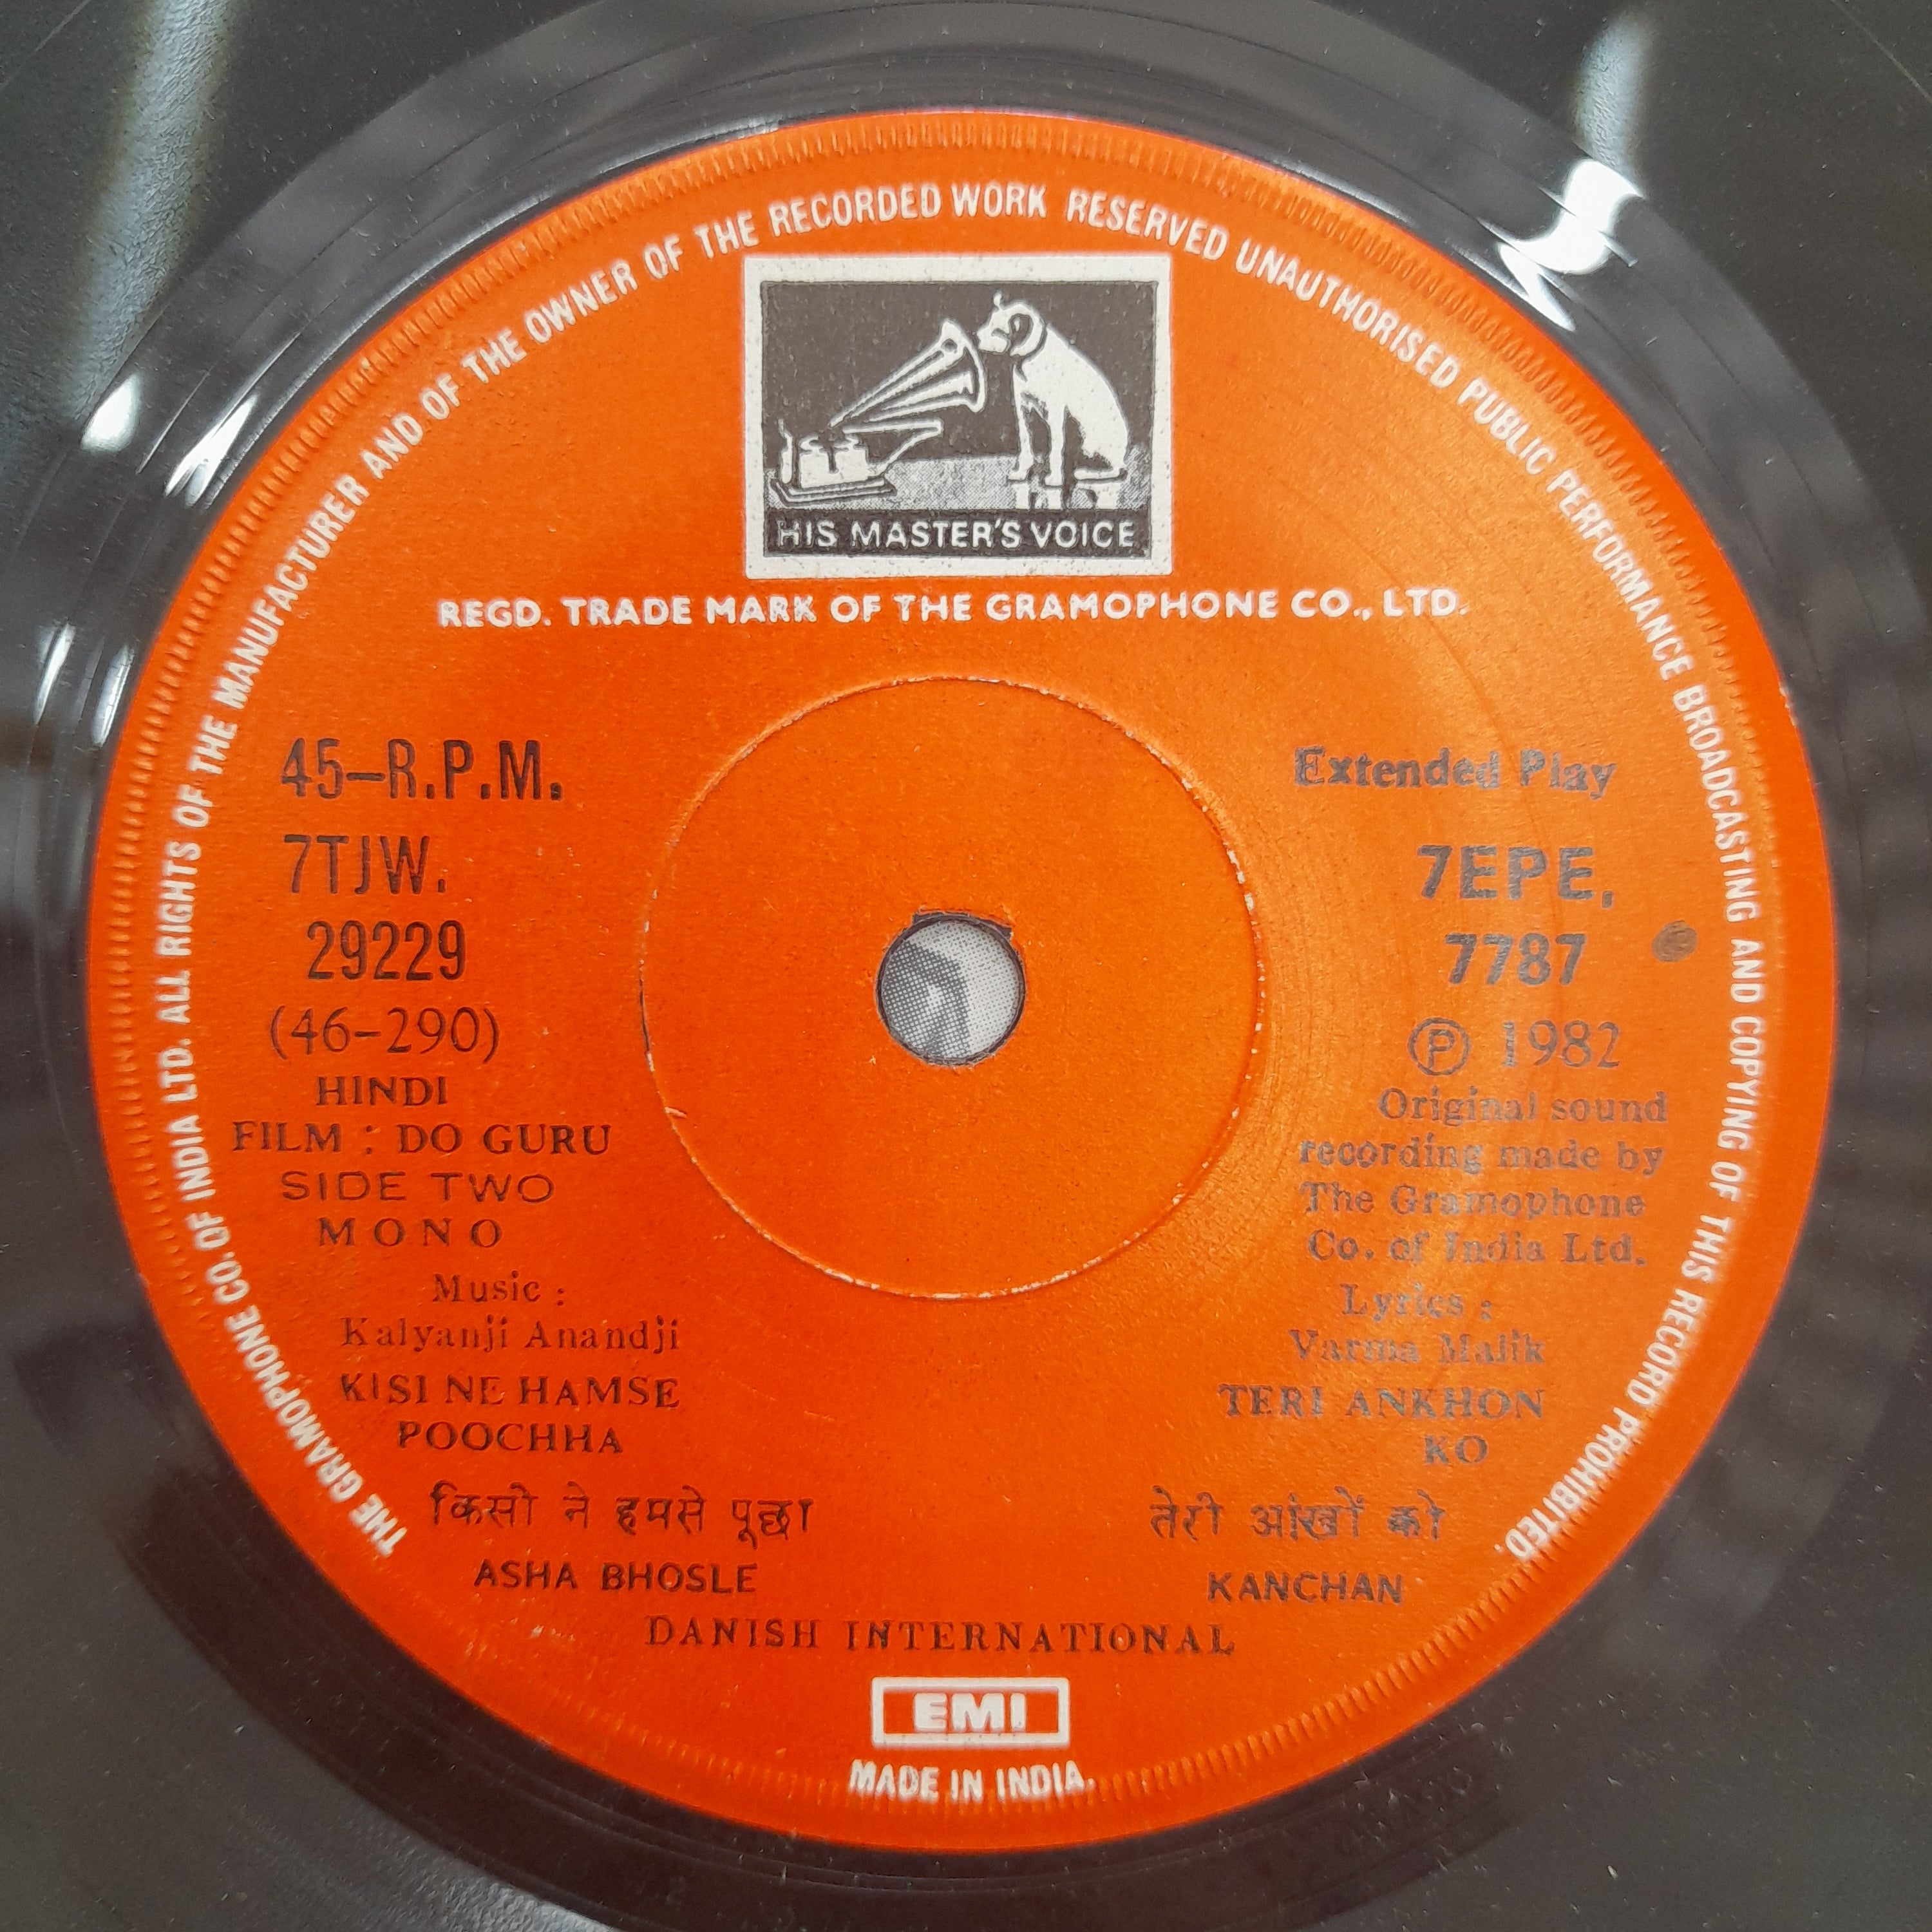 THE GRAMOPHONE CO. OF INDIA LTD. ALL RIGHTS OF THE MANUFACTURER AND OF THE OWNER OF THE RECORDED WORK RESERVED UNAUTHORISED PUBLIC PERFORMANCE BROADCASTING AND COPYING OF THIS RECORD PROHIBITED.
HIS MASTER'S VOICE
REGD. TRADE MARK OF THE GRAMOPHONE CO., LTD.
45–R.P.M.
7TJW.
29229
(46–290)
HINDI
FILM : DO GURU
SIDE TWO
MONO
Music :
Kalyanji Anandji
KISI NE HAMSE
POOCHHA
किसी ने हमसे पूछा
ASHA BHOSLE
Extended Play
7EPE,
7787
Ⓟ 1982
Original sound
recording made by
The Gramophone
Co. of India Ltd.
Lyrics :
Varma Malik
TERI ANKHON
KO
तेरी आंखों को
KANCHAN
DANISH INTERNATIONAL
EMI
MADE IN INDIA.